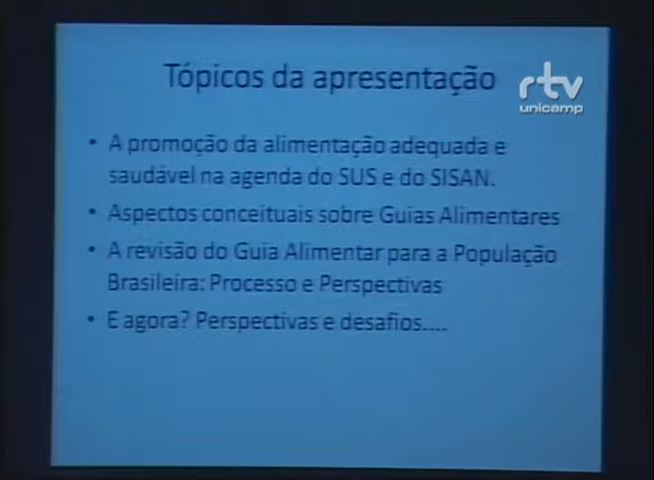 Tópicos da apresentação
rtv
unicamp
• A promoção da alimentação adequada e
saudável na agenda do SUS e do SISAN.
• Aspectos conceituais sobre Guias Alimentares
• A revisão do Guia Alimentar para a População
Brasileira: Processo e Perspectivas
• E agora? Perspectivas e desafios....